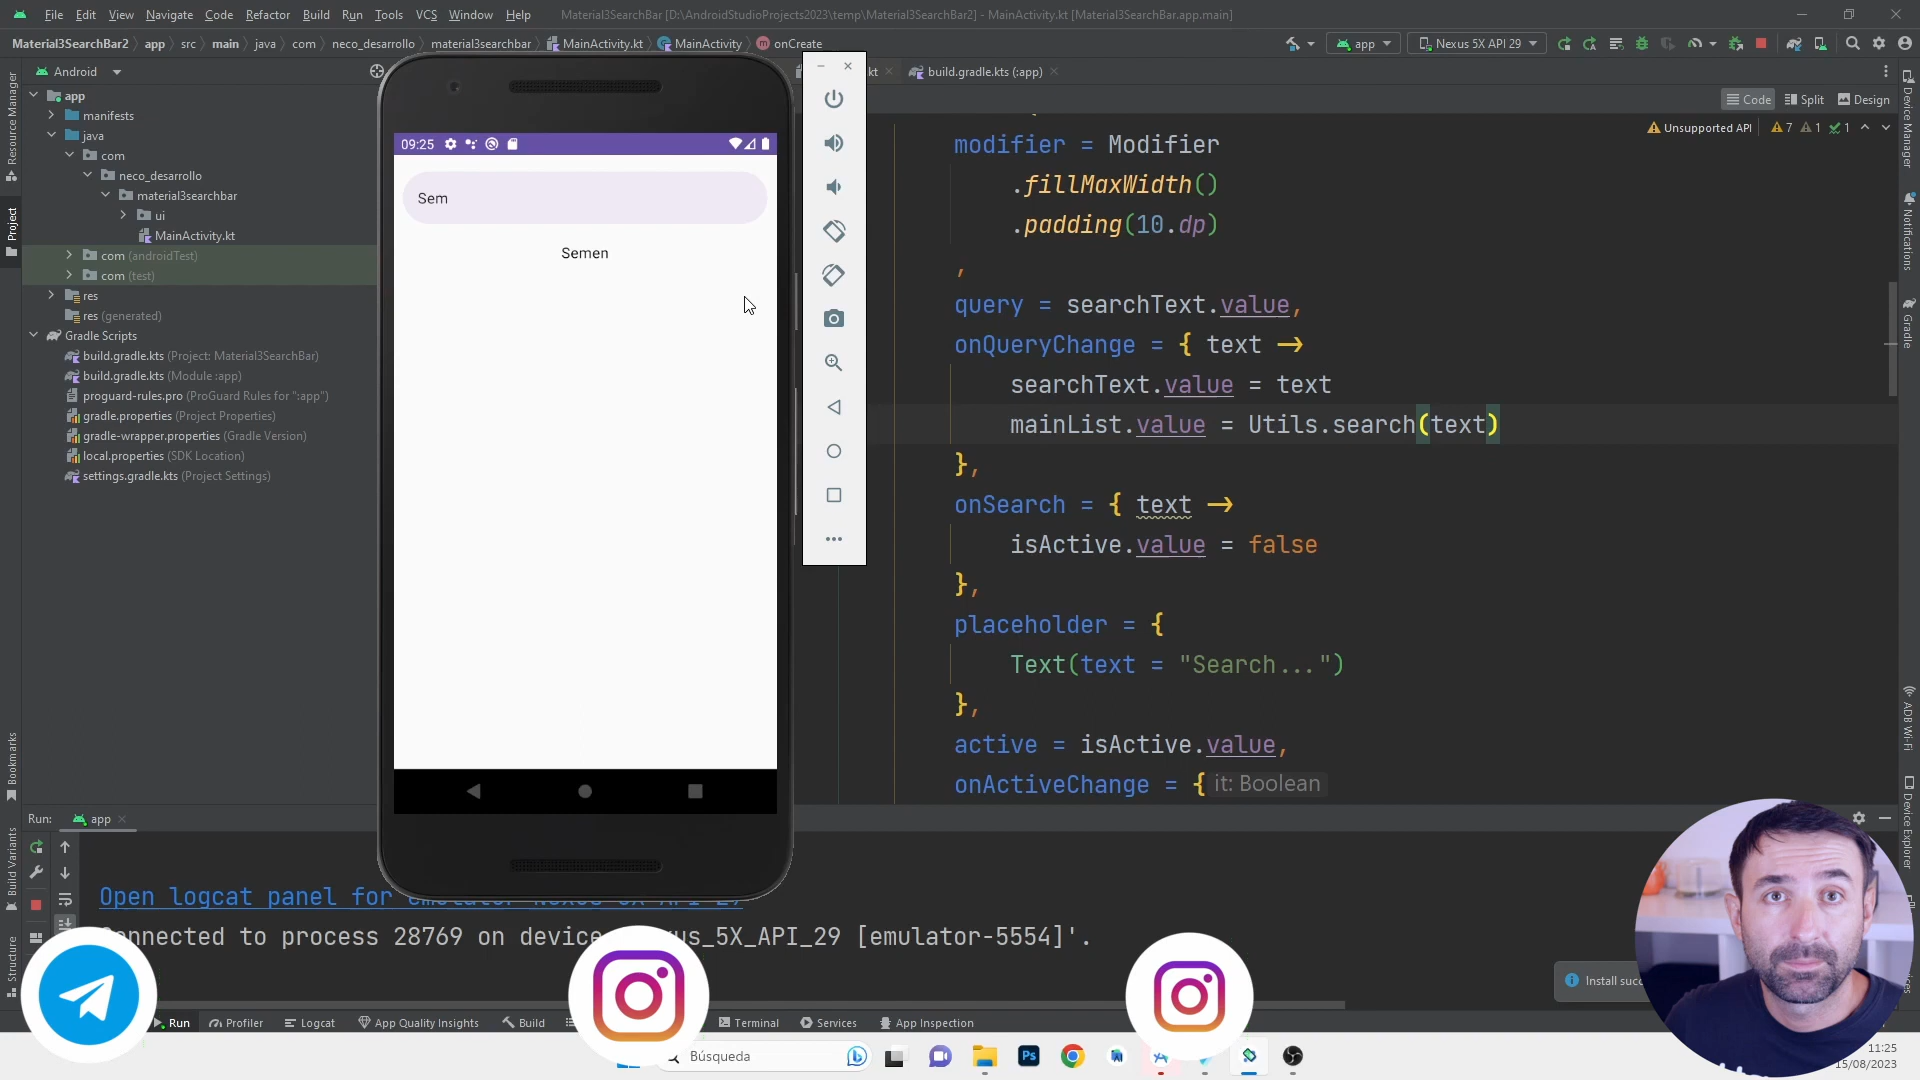 File Edit View Navigate Code Refactor Build Run Tools VCS Window Help Material3SearchBar [D:\AndroidStudioProjects2023\temp\Material3SearchBar2] - MainActivity.kt [Material3SearchBar.app.main]
Material3SearchBar2 app src main java com neco_desarrollo material3searchbar MainActivity.kt MainActivity onCreate
app Nexus 5X API 29
Android
kt
build.gradle.kts (:app)
Code Split Design
Unsupported API 7 1 1
app
manifests
java
com
neco_desarrollo
material3searchbar
ui
MainActivity.kt
com (androidTest)
com (test)
res
res (generated)
Gradle Scripts
build.gradle.kts (Project: Material3SearchBar)
build.gradle.kts (Module :app)
proguard-rules.pro (ProGuard Rules for ":app")
gradle.properties (Project Properties)
gradle-wrapper.properties (Gradle Version)
local.properties (SDK Location)
settings.gradle.kts (Project Settings)
Resource Manager
Project
Bookmarks
Build Variants
Structure
09:25
Sem
Semen
modifier = Modifier
.fillMaxWidth()
.padding(10.dp)
,
query = searchText.value,
onQueryChange = { text →
searchText.value = text
mainList.value = Utils.search(text)
},
onSearch = { text →
isActive.value = false
},
placeholder = {
Text(text = "Search...")
},
active = isActive.value,
onActiveChange = { it: Boolean
Device Manager
Notifications
Gradle
ADB Wi-Fi
Device Explorer
Run: app
Open logcat panel for
onnected to process 28769 on device us_5X_API_29 [emulator-5554]'.
Install succ
Run Profiler Logcat App Quality Insights Build Terminal Services App Inspection
Búsqueda
Ps
11:25
15/08/2023